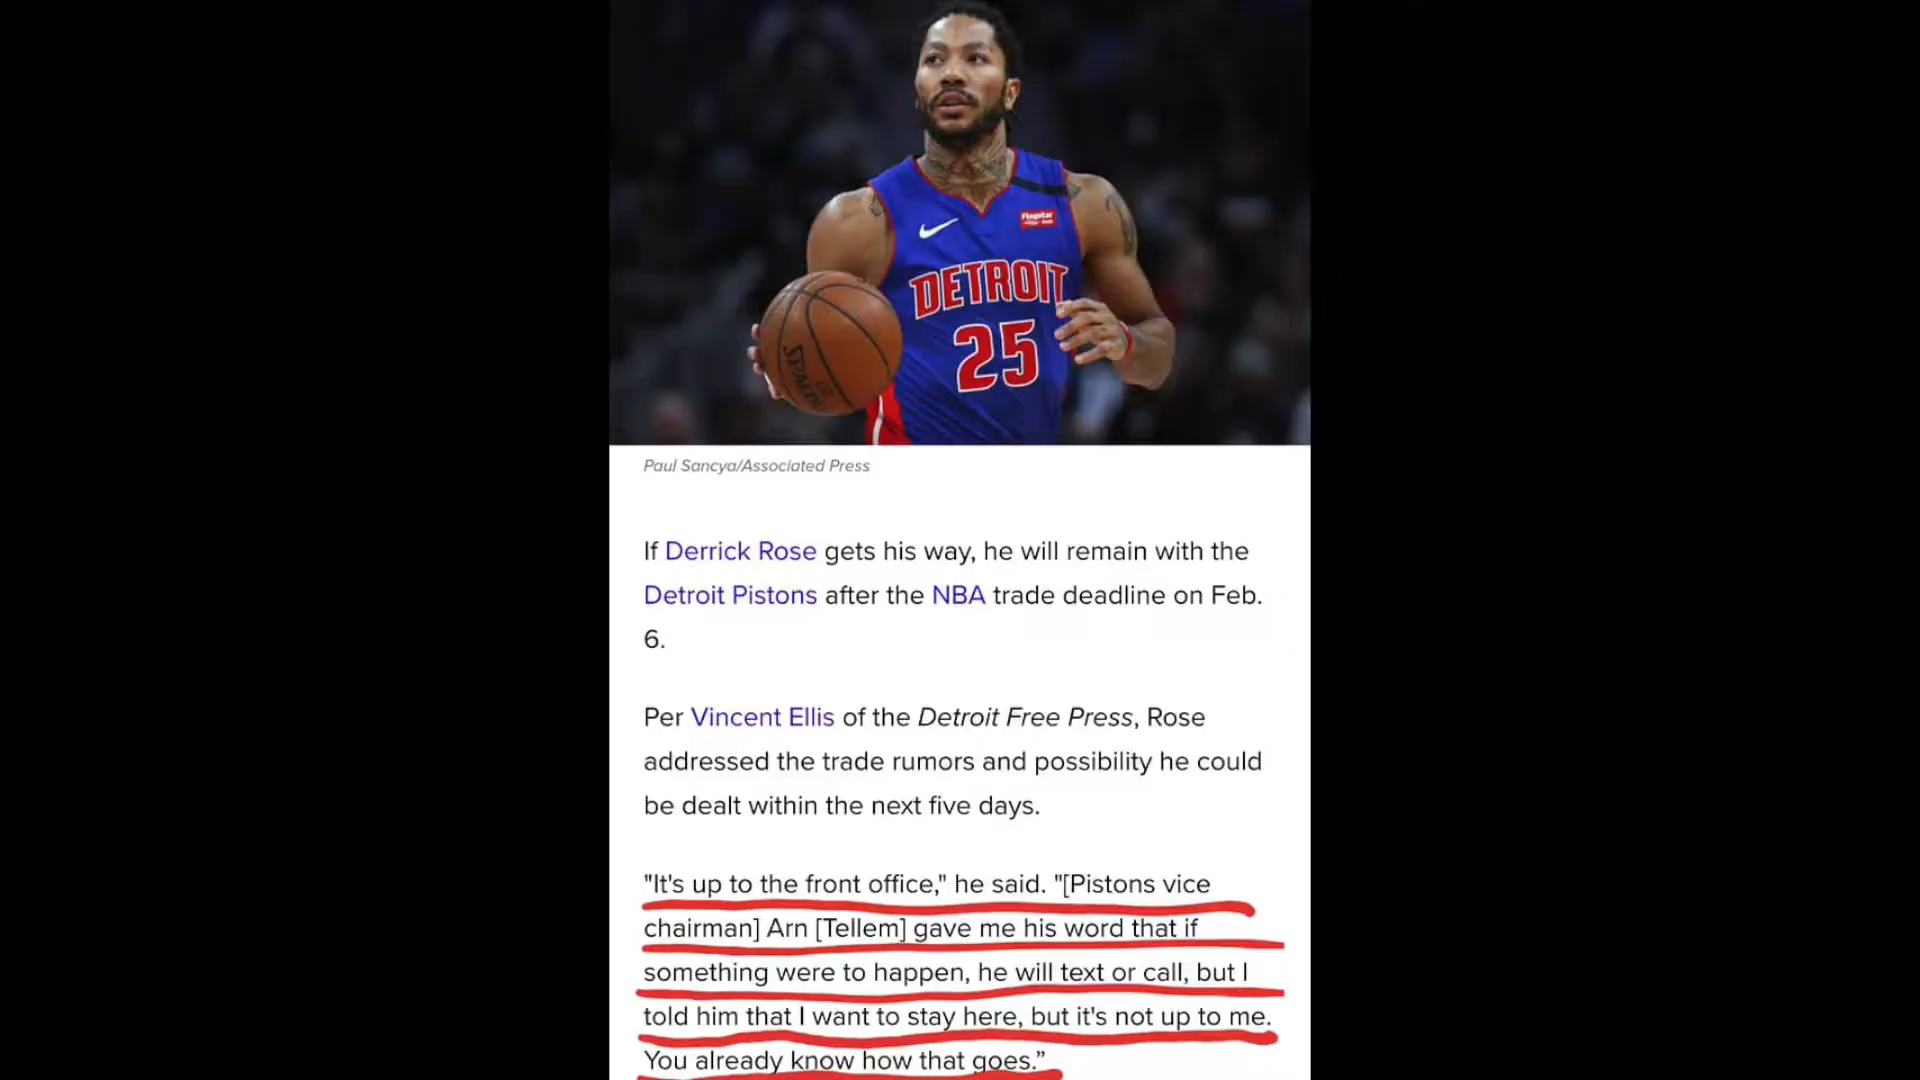 Flagstar
DETROIT
25
SPALDING
Paul Sancya/Associated Press
If Derrick Rose gets his way, he will remain with the
Detroit Pistons after the NBA trade deadline on Feb.
6.
Per Vincent Ellis of the Detroit Free Press, Rose
addressed the trade rumors and possibility he could
be dealt within the next five days.
"It's up to the front office," he said. "[Pistons vice
chairman] Arn [Tellem] gave me his word that if
something were to happen, he will text or call, but I
told him that I want to stay here, but it's not up to me.
You already know how that goes.”